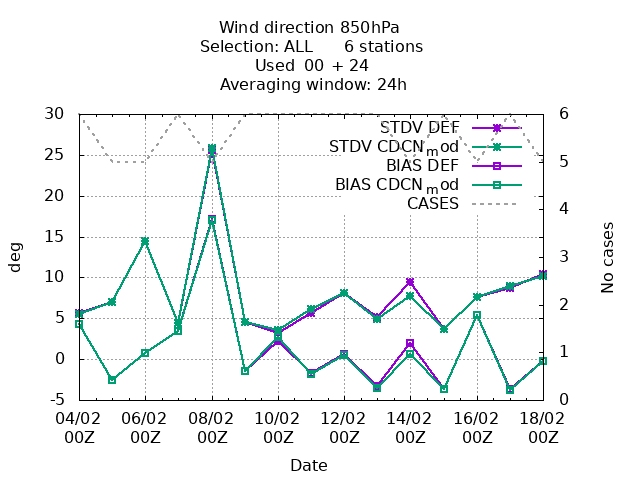 Wind direction 850hPa
Selection: ALL      6 stations
Used  00 + 24
Averaging window: 24h
STDV DEF
STDV CDCN_mod
BIAS DEF
BIAS CDCN_mod
CASES
30
25
20
15
10
5
0
-5
deg
6
5
4
3
2
1
0
No cases
04/02 06/02 08/02 10/02 12/02 14/02 16/02 18/02
00Z 00Z 00Z 00Z 00Z 00Z 00Z 00Z
Date